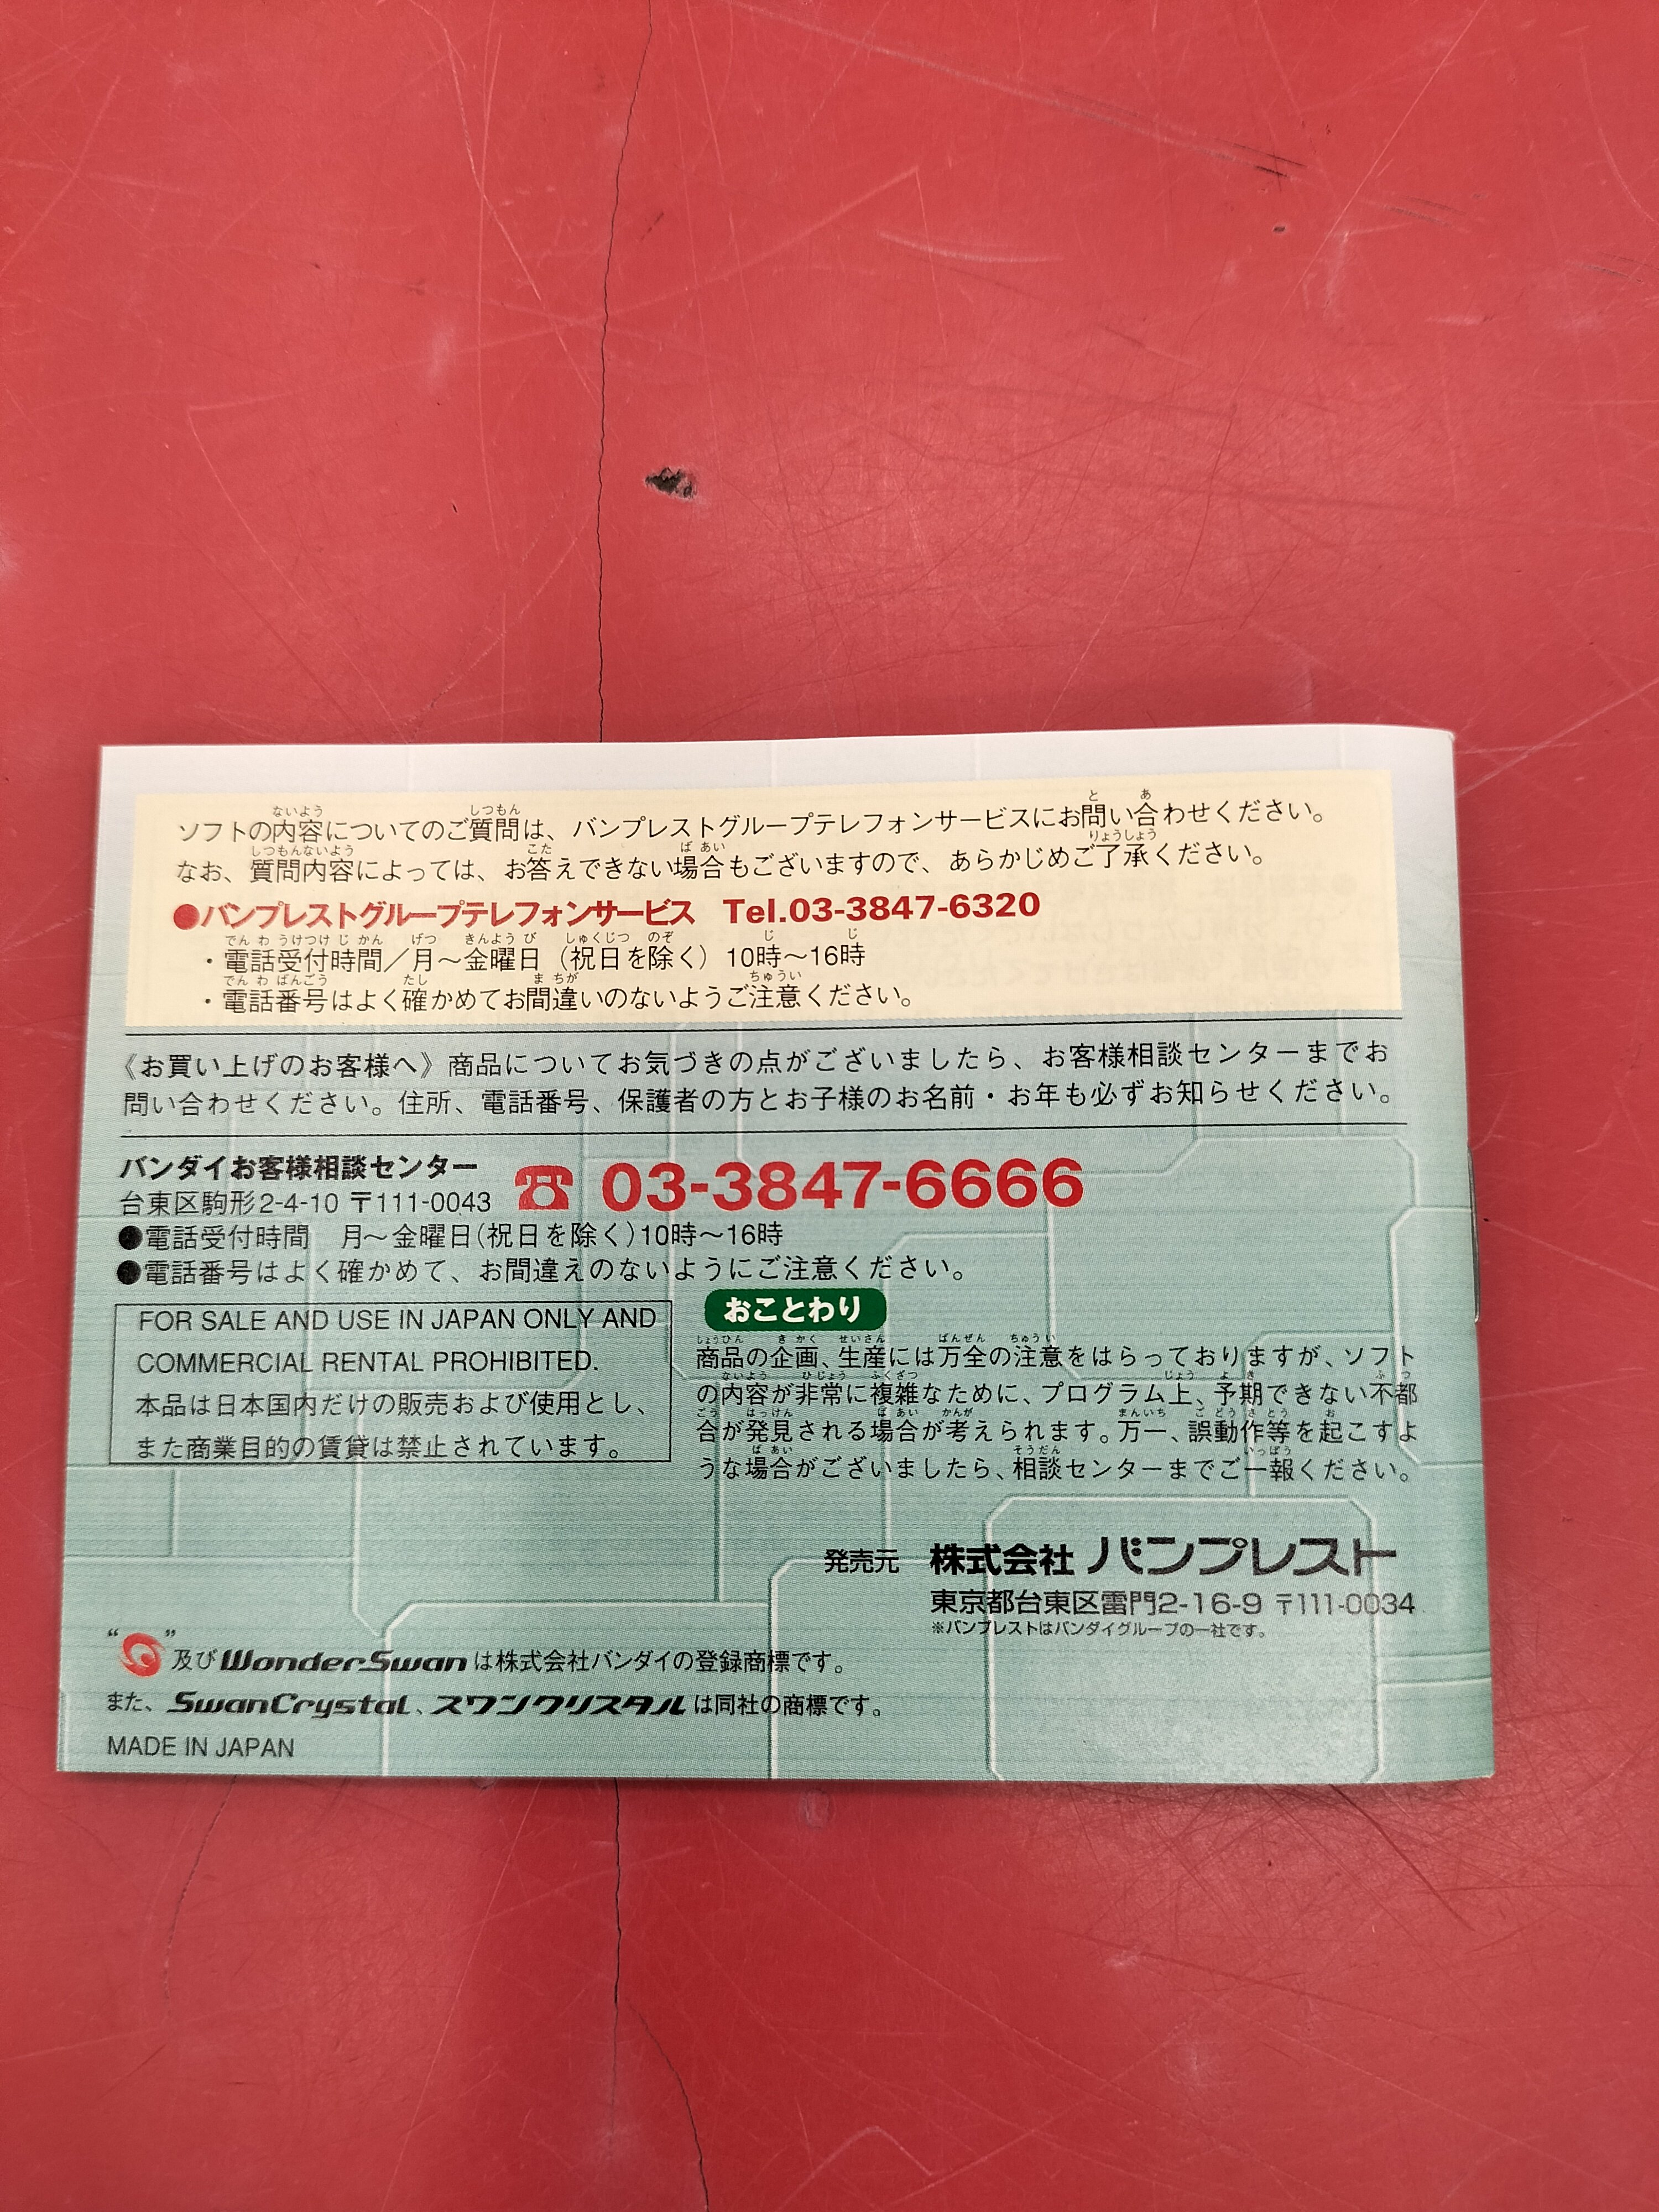 ソフトの内容についてのご質問は、バンプレストグループテレフォンサービスにお問い合わせください。
なお、質問内容によっては、お答えできない場合もございますので、あらかじめご了承ください。
●バンプレストグループテレフォンサービス Tel.03-3847-6320
・電話受付時間／月～金曜日（祝日を除く）10時～16時
・電話番号はよく確かめてお間違いのないようご注意ください。
《お買い上げのお客様へ》商品についてお気づきの点がございましたら、お客様相談センターまでお
問い合わせください。住所、電話番号、保護者の方とお子様のお名前・お年も必ずお知らせください。
バンダイお客様相談センター
台東区駒形2-4-10 〒111-0043
☎ 03-3847-6666
●電話受付時間 月～金曜日(祝日を除く)10時～16時
●電話番号はよく確かめて、お間違えのないようにご注意ください。
FOR SALE AND USE IN JAPAN ONLY AND
COMMERCIAL RENTAL PROHIBITED.
本品は日本国内だけの販売および使用とし、
また商業目的の賃貸は禁止されています。
おことわり
商品の企画、生産には万全の注意をはらっておりますが、ソフト
の内容が非常に複雑なために、プログラム上、予期できない不都
合が発見される場合が考えられます。万一、誤動作等を起こすよ
うな場合がございましたら、相談センターまでご一報ください。
発売元 株式会社 バンプレスト
東京都台東区雷門2-16-9 〒111-0034
※バンプレストはバンダイグループの一社です。
“ ”及びWonderSwanは株式会社バンダイの登録商標です。
また、SwanCrystal、スワンクリスタルは同社の商標です。
MADE IN JAPAN